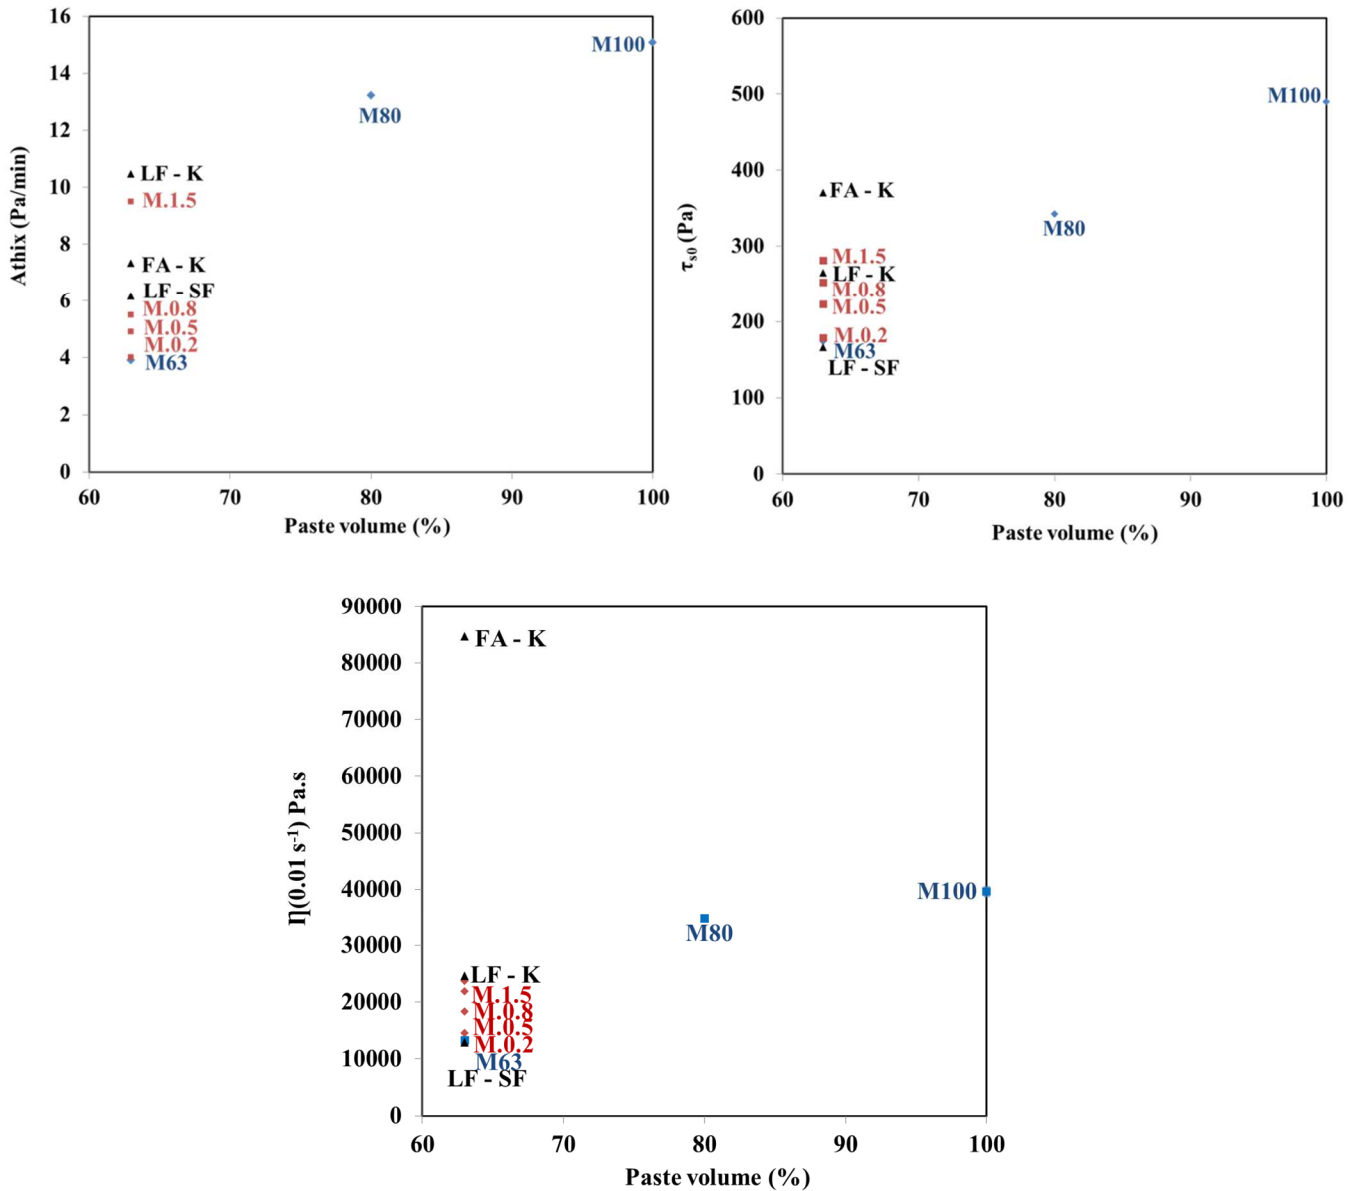 16
14
12
10
8
6
4
2
0
Athix (Pa/min)
M100
M80
LF - K
M.1.5
FA - K
LF - SF
M.0.8
M.0.5
M.0.2
M63
60
70
80
90
100
Paste volume (%)
600
500
400
300
200
100
0
τs0 (Pa)
M100
FA - K
M80
M.1.5
LF - K
M.0.8
M.0.5
M.0.2
M63
LF - SF
60
70
80
90
100
Paste volume (%)
90000
80000
70000
60000
50000
40000
30000
20000
10000
0
Ŋ(0.01 s-1) Pa.s
FA - K
M100
M80
LF - K
M.1.5
M.0.8
M.0.5
M.0.2
M63
LF - SF
60
70
80
90
100
Paste volume (%)